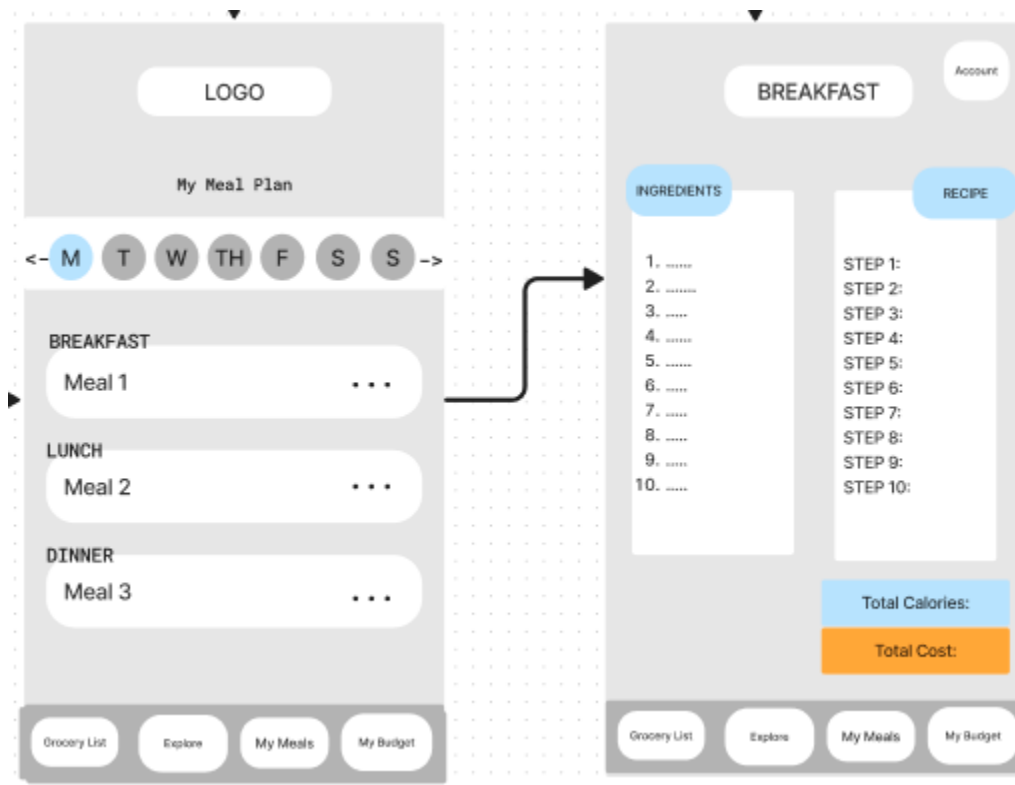 LOGO
My Meal Plan
<- M T W TH F S S ->
BREAKFAST
Meal 1 ...
LUNCH
Meal 2 ...
DINNER
Meal 3 ...
Grocery List Explore My Meals My Budget
Account
BREAKFAST
INGREDIENTS
1. ......
2. .......
3. .....
4. ......
5. ......
6. .....
7. .....
8. .....
9. .....
10. .....
RECIPE
STEP 1:
STEP 2:
STEP 3:
STEP 4:
STEP 5:
STEP 6:
STEP 7:
STEP 8:
STEP 9:
STEP 10:
Total Calories:
Total Cost:
Grocery List Explore My Meals My Budget